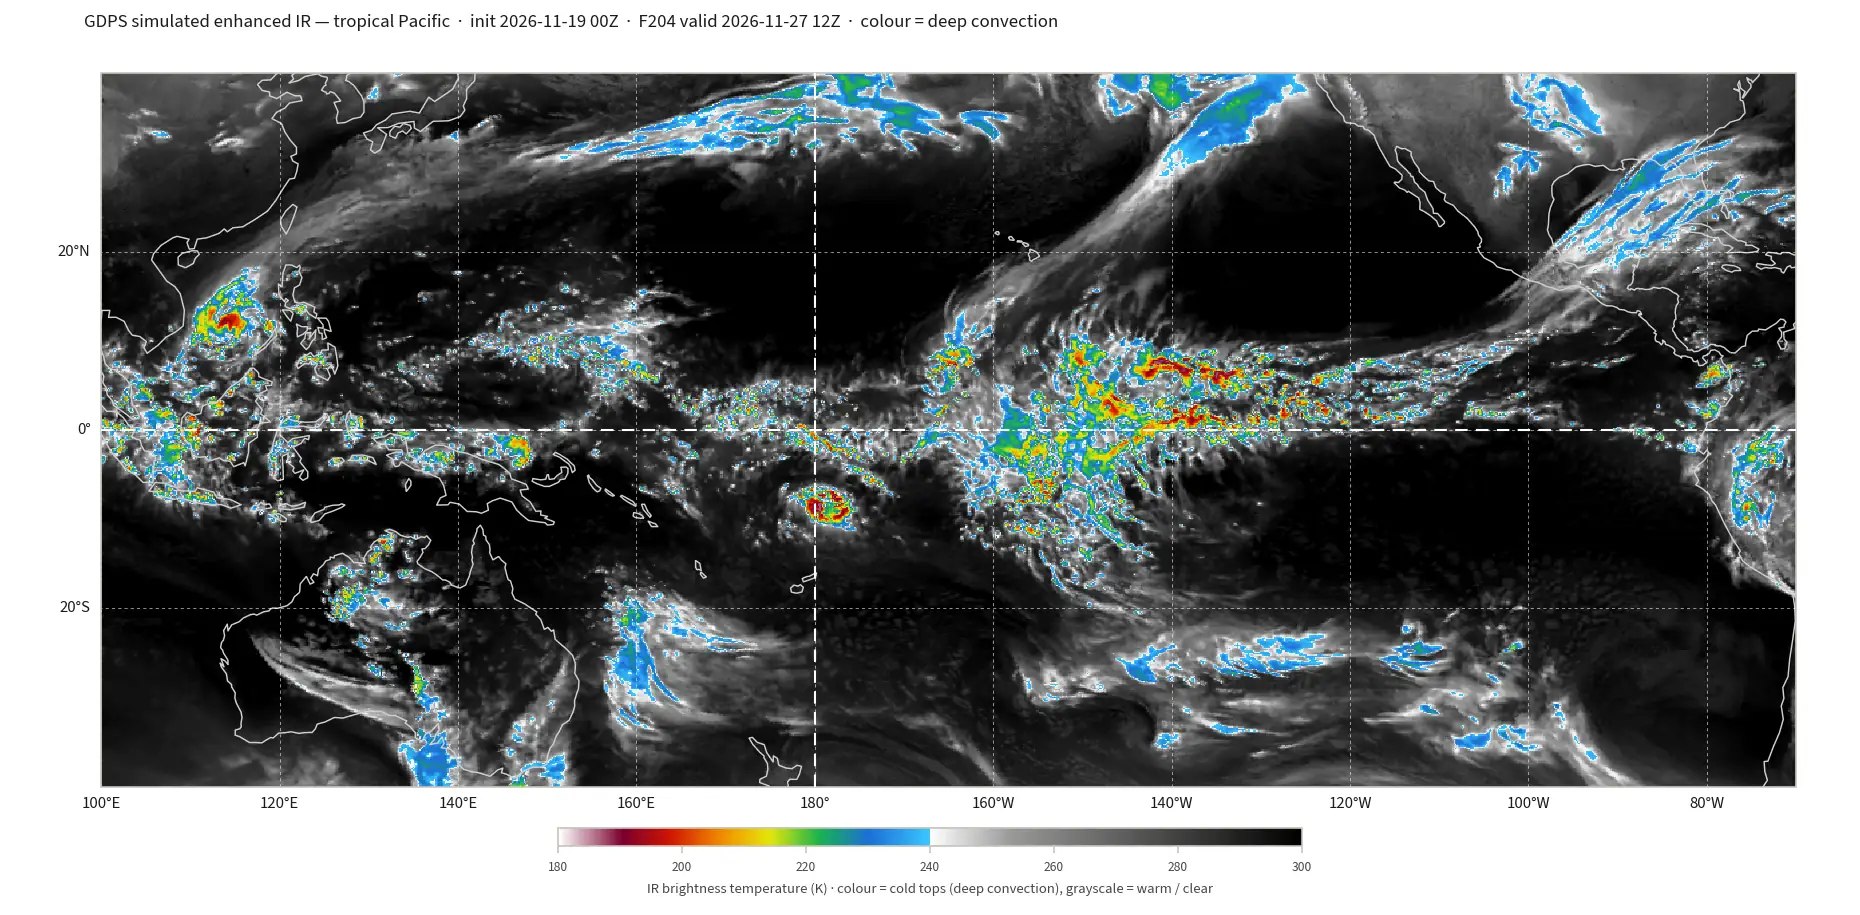 GDPS simulated enhanced IR — tropical Pacific · init 2026-11-19 00Z · F204 valid 2026-11-27 12Z · colour = deep convection
20°N
0°
20°S
100°E 120°E 140°E 160°E 180° 160°W 140°W 120°W 100°W 80°W
180 200 220 240 260 280 300
IR brightness temperature (K) · colour = cold tops (deep convection), grayscale = warm / clear